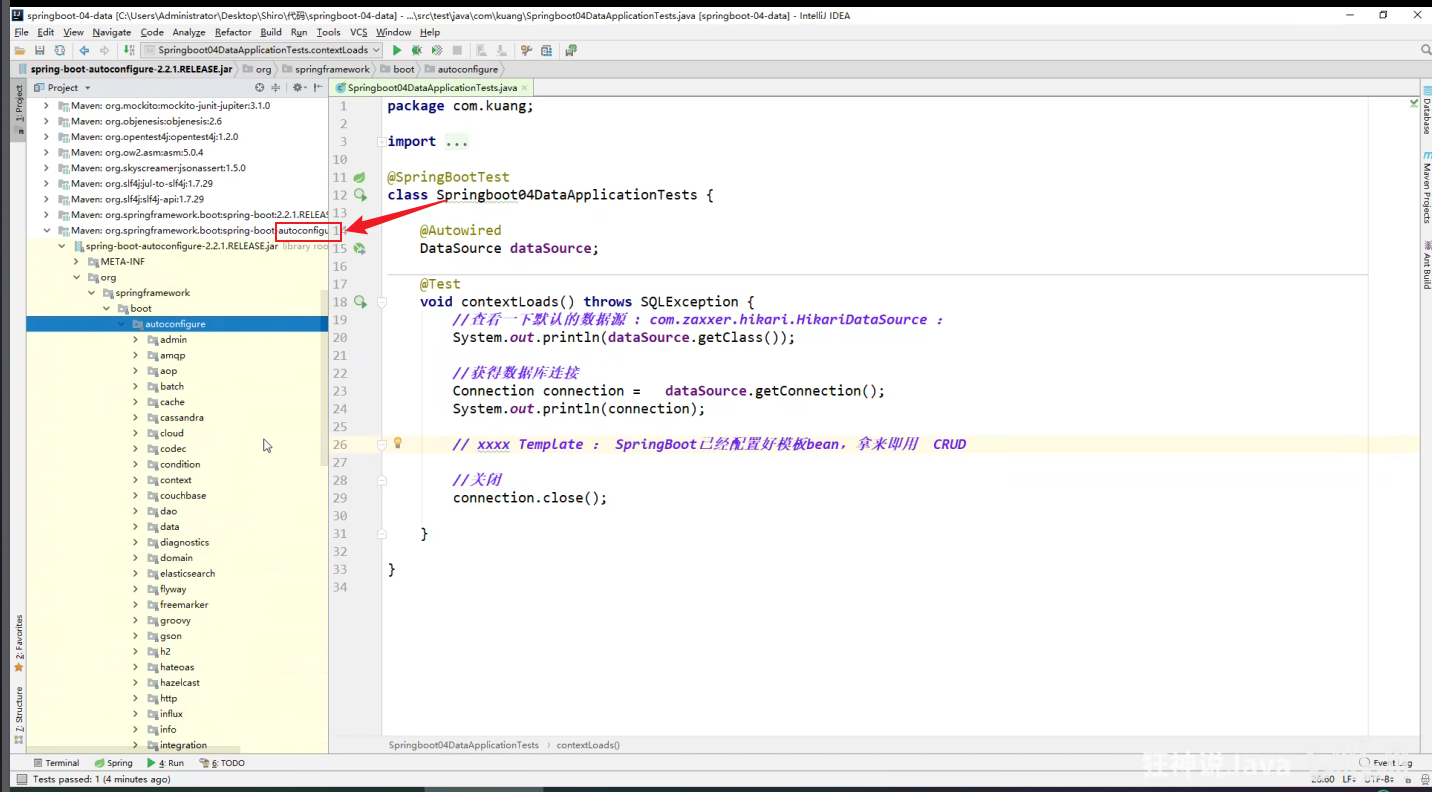 springboot-04-data [C:\Users\Administrator\Desktop\Shiro\代码\springboot-04-data] - ...\src\test\java\com\kuang\Springboot04DataApplicationTests.java [springboot-04-data] - IntelliJ IDEA
File Edit View Navigate Code Analyze Refactor Build Run Tools VCS Window Help
Springboot04DataApplicationTests.contextLoads
spring-boot-autoconfigure-2.2.1.RELEASE.jar org springframework boot autoconfigure
Project
Springboot04DataApplicationTests.java
1: Project
Maven: org.mockito:mockito-junit-jupiter:3.1.0
Maven: org.objenesis:objenesis:2.6
Maven: org.opentest4j:opentest4j:1.2.0
Maven: org.ow2.asm:asm:5.0.4
Maven: org.skyscreamer:jsonassert:1.5.0
Maven: org.slf4j:jul-to-slf4j:1.7.29
Maven: org.slf4j:slf4j-api:1.7.29
Maven: org.springframework.boot:spring-boot:2.2.1.RELEAS
Maven: org.springframework.boot:spring-boot-autoconfigu
spring-boot-autoconfigure-2.2.1.RELEASE.jar library roo
META-INF
org
springframework
boot
autoconfigure
admin
amqp
aop
batch
cache
cassandra
cloud
codec
condition
context
couchbase
dao
data
diagnostics
domain
elasticsearch
flyway
freemarker
groovy
gson
h2
hateoas
hazelcast
http
influx
info
integration
2: Favorites
7: Structure
1 package com.kuang;
2
3 import ...
10
11 @SpringBootTest
12 class Springboot04DataApplicationTests {
13
14 @Autowired
15 DataSource dataSource;
16
17 @Test
18 void contextLoads() throws SQLException {
19 //查看一下默认的数据源 : com.zaxxer.hikari.HikariDataSource :
20 System.out.println(dataSource.getClass());
21
22 //获得数据库连接
23 Connection connection = dataSource.getConnection();
24 System.out.println(connection);
25
26 // xxxx Template : SpringBoot已经配置好模板bean，拿来即用 CRUD
27
28 //关闭
29 connection.close();
30
31 }
32
33 }
34
Database
Maven Projects
Ant Build
Springboot04DataApplicationTests contextLoads()
狂神说Java
Terminal Spring 4: Run 6: TODO Event Log
Tests passed: 1 (4 minutes ago) 26:60 LF÷ UTF-8÷